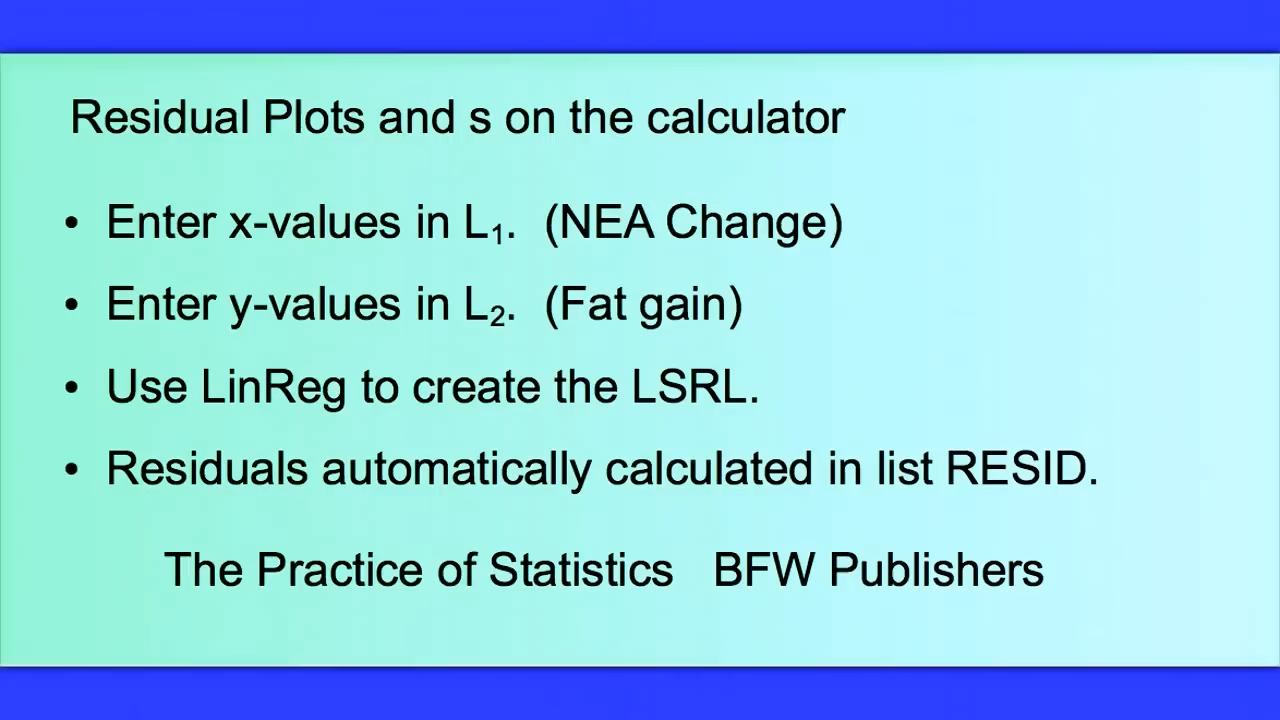 Residual Plots and s on the calculator
• Enter x-values in L₁. (NEA Change)
• Enter y-values in L₂. (Fat gain)
• Use LinReg to create the LSRL.
• Residuals automatically calculated in list RESID.
The Practice of Statistics BFW Publishers